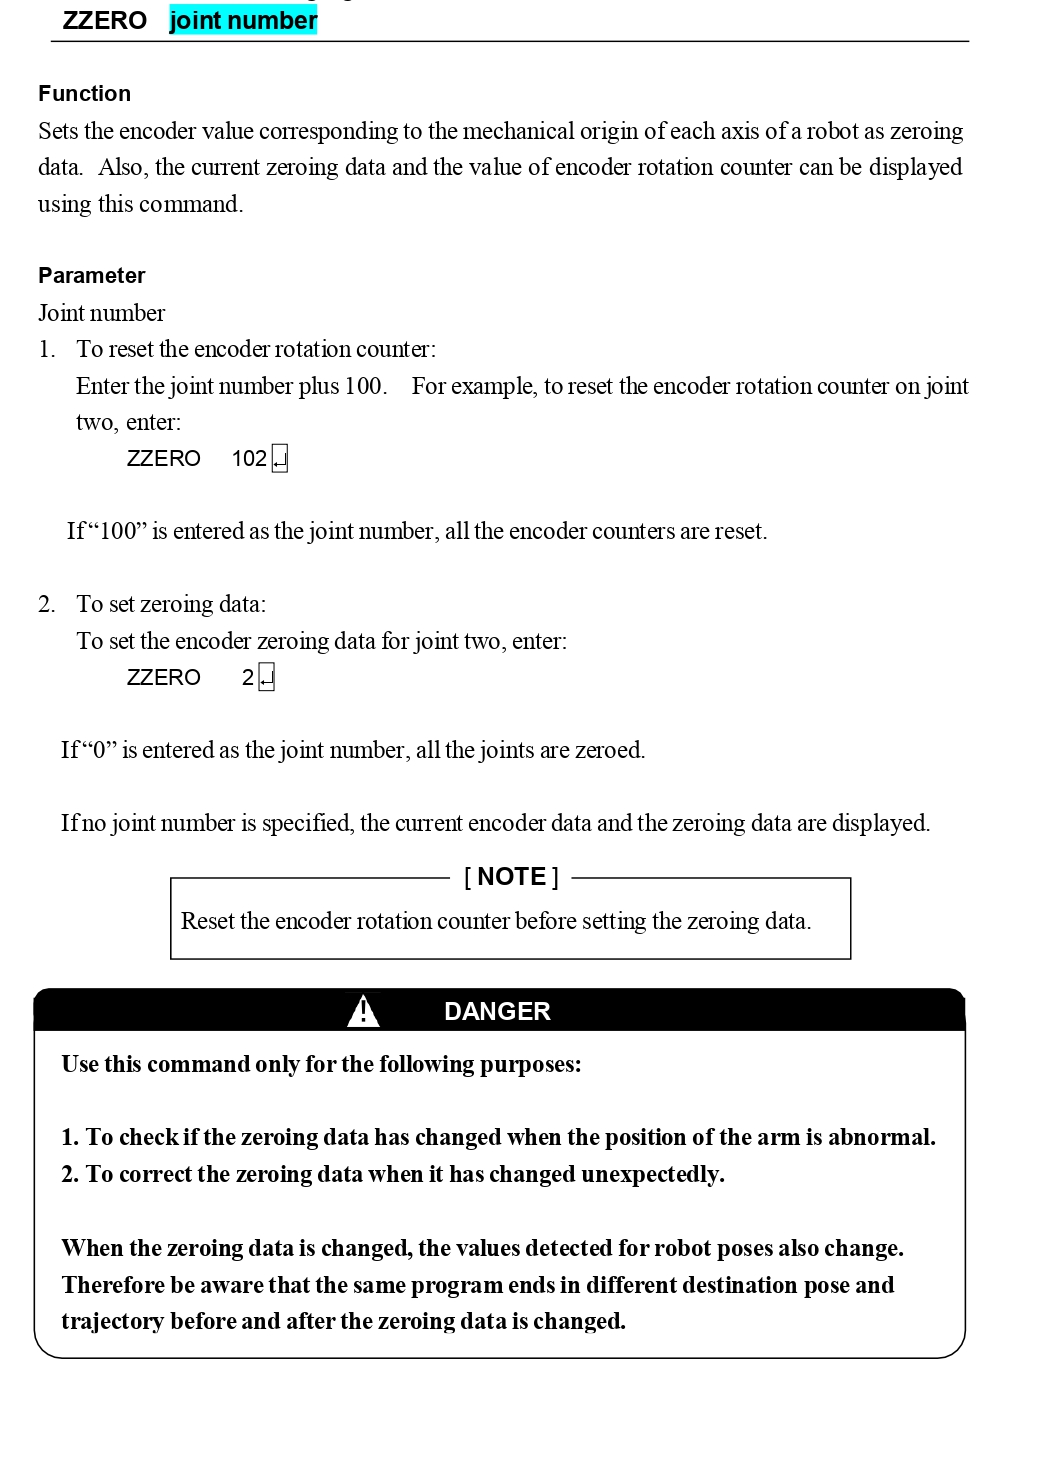 ZZERO joint number
Function
Sets the encoder value corresponding to the mechanical origin of each axis of a robot as zeroing
data. Also, the current zeroing data and the value of encoder rotation counter can be displayed
using this command.
Parameter
Joint number
1. To reset the encoder rotation counter:
Enter the joint number plus 100. For example, to reset the encoder rotation counter on joint
two, enter:
ZZERO 102↵
If “100” is entered as the joint number, all the encoder counters are reset.
2. To set zeroing data:
To set the encoder zeroing data for joint two, enter:
ZZERO 2↵
If “0” is entered as the joint number, all the joints are zeroed.
If no joint number is specified, the current encoder data and the zeroing data are displayed.
[ NOTE ]
Reset the encoder rotation counter before setting the zeroing data.
DANGER
Use this command only for the following purposes:
1. To check if the zeroing data has changed when the position of the arm is abnormal.
2. To correct the zeroing data when it has changed unexpectedly.
When the zeroing data is changed, the values detected for robot poses also change.
Therefore be aware that the same program ends in different destination pose and
trajectory before and after the zeroing data is changed.